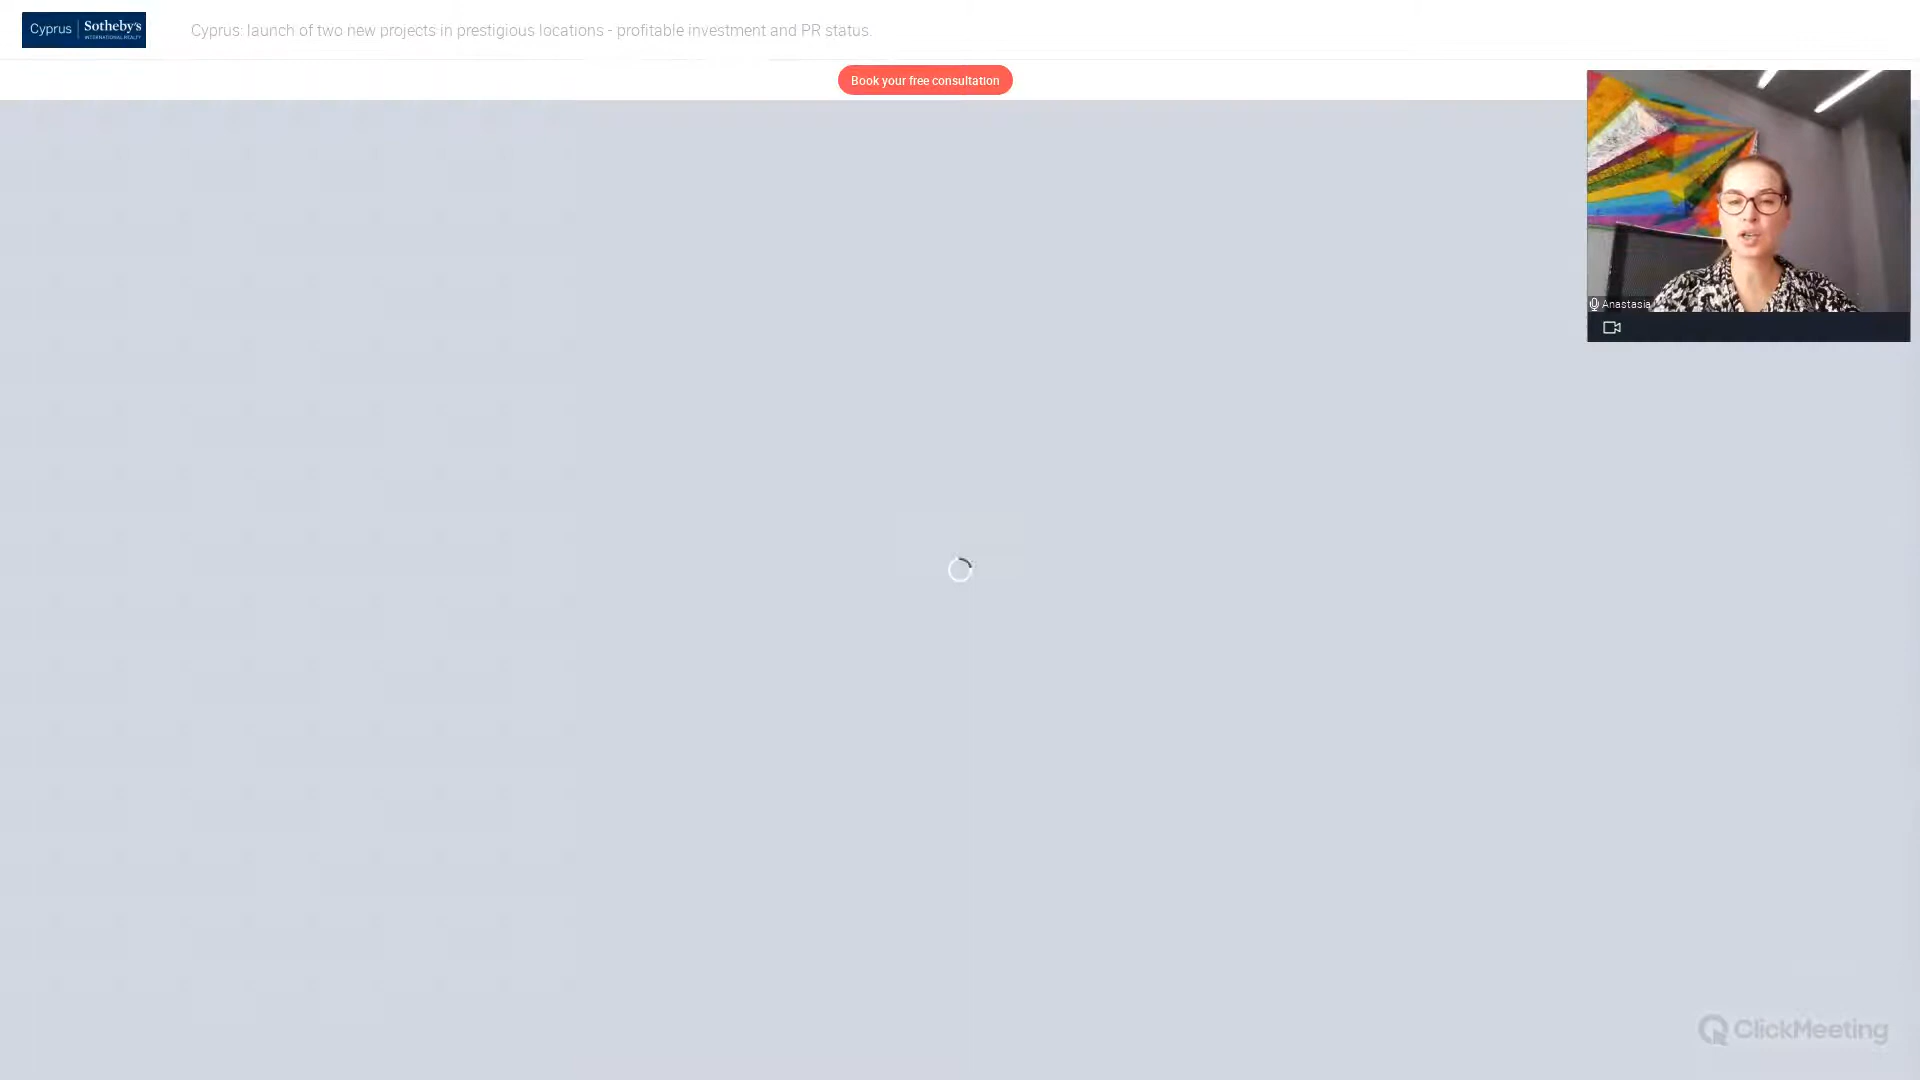 Cyprus | Sotheby's
INTERNATIONAL REALTY
Cyprus: launch of two new projects in prestigious locations - profitable investment and PR status.
Book your free consultation
Anastasia
ClickMeeting